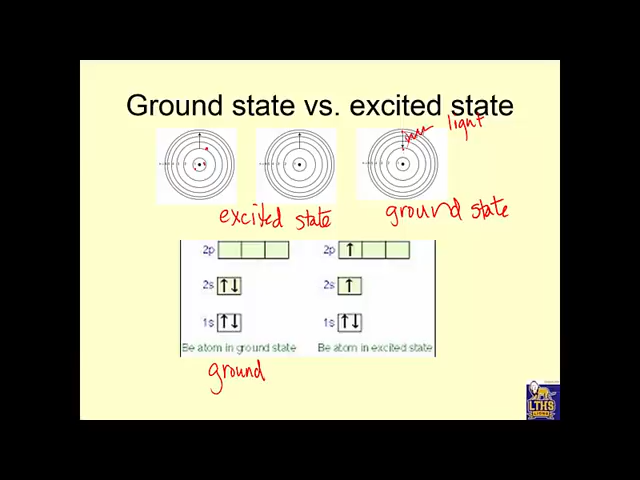 Ground state vs. excited state
light
excited state
ground state
2p
2p
2s ↑↓
2s ↑
1s ↑↓
1s ↑↓
Be atom in ground state
Be atom in excited state
ground
LTHS